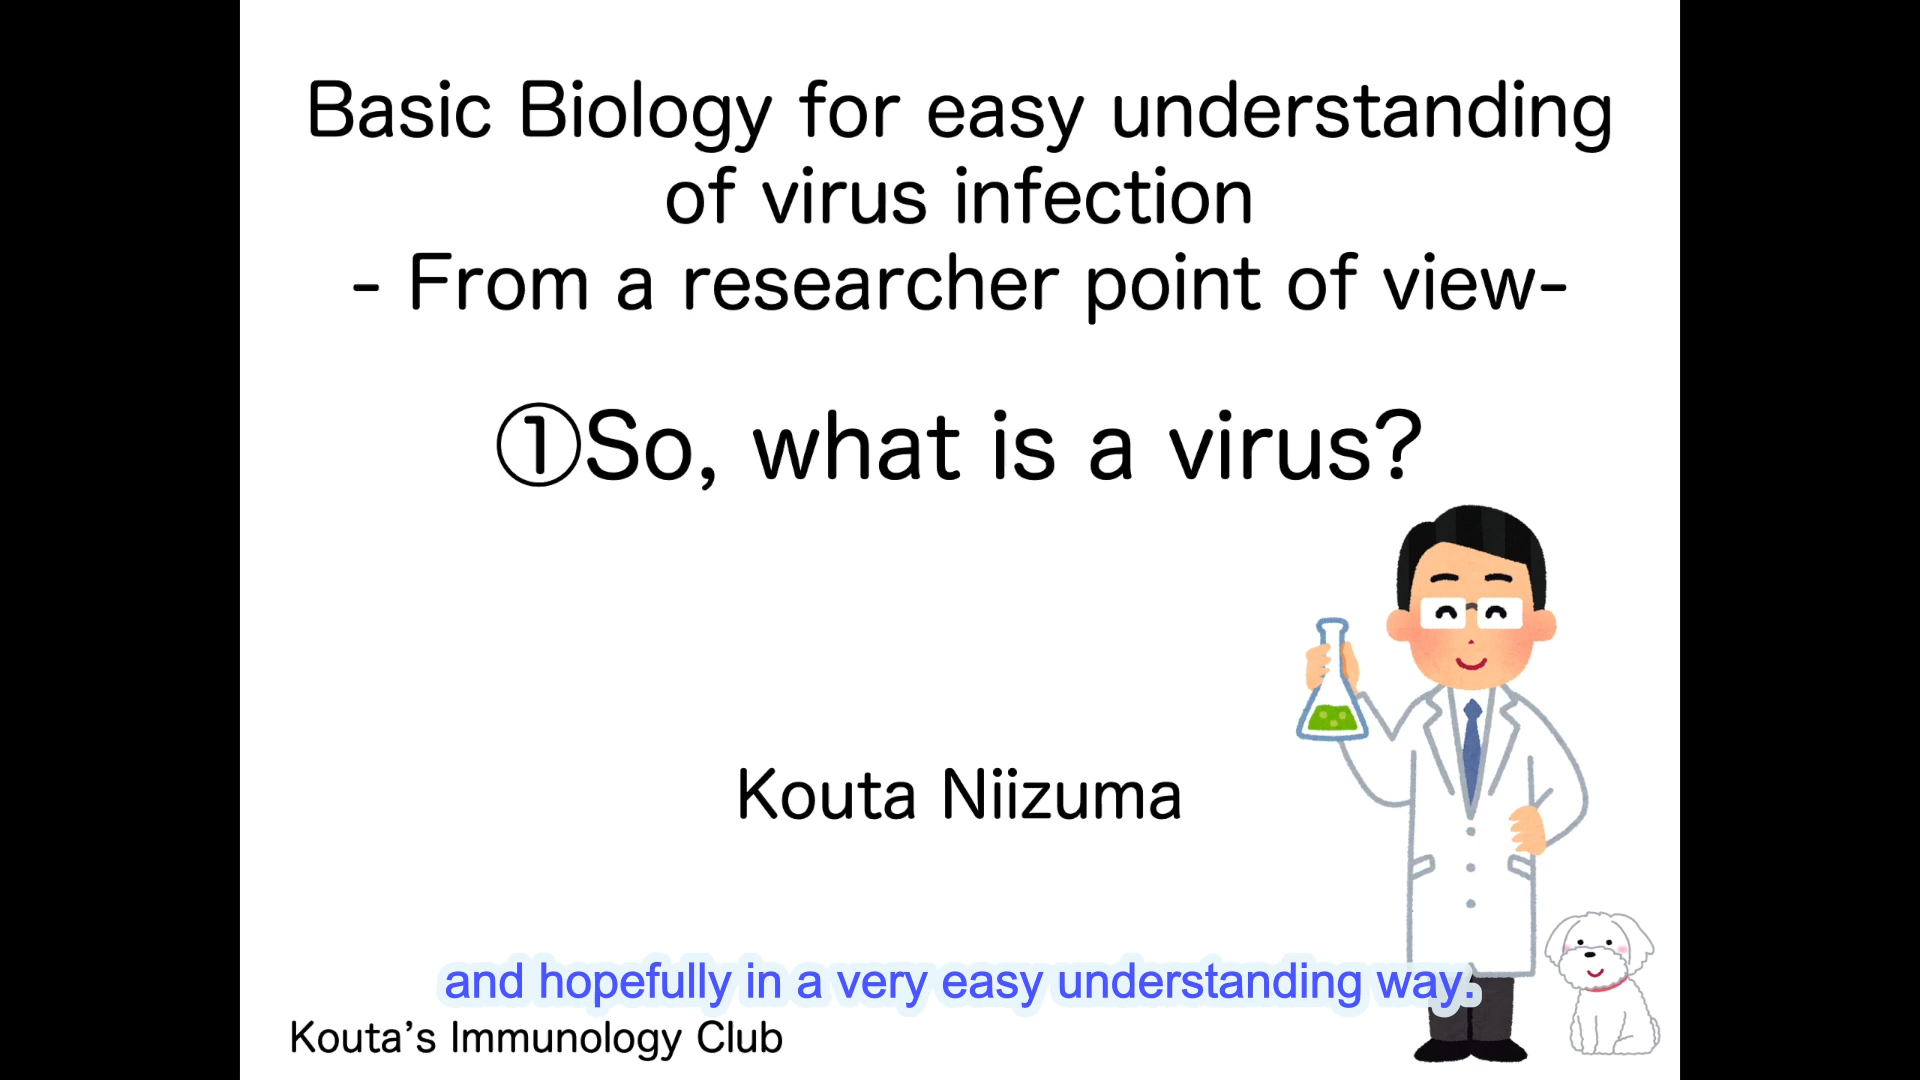 Basic Biology for easy understanding
of virus infection
- From a researcher point of view-
①So, what is a virus?
Kouta Niizuma
and hopefully in a very easy understanding way.
Kouta’s Immunology Club